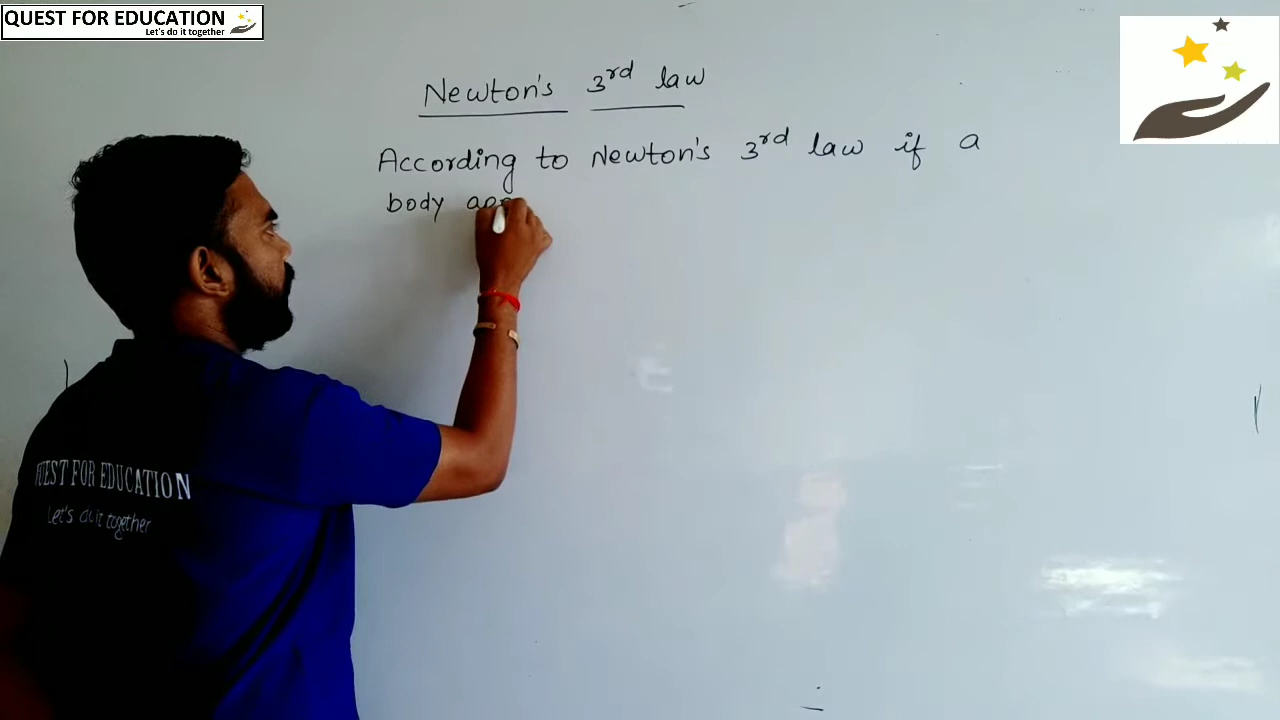 QUEST FOR EDUCATION
Let's do it together
Newton's 3rd law
According to Newton's 3rd law if a
body
UEST FOR EDUCATION
Let's do it together